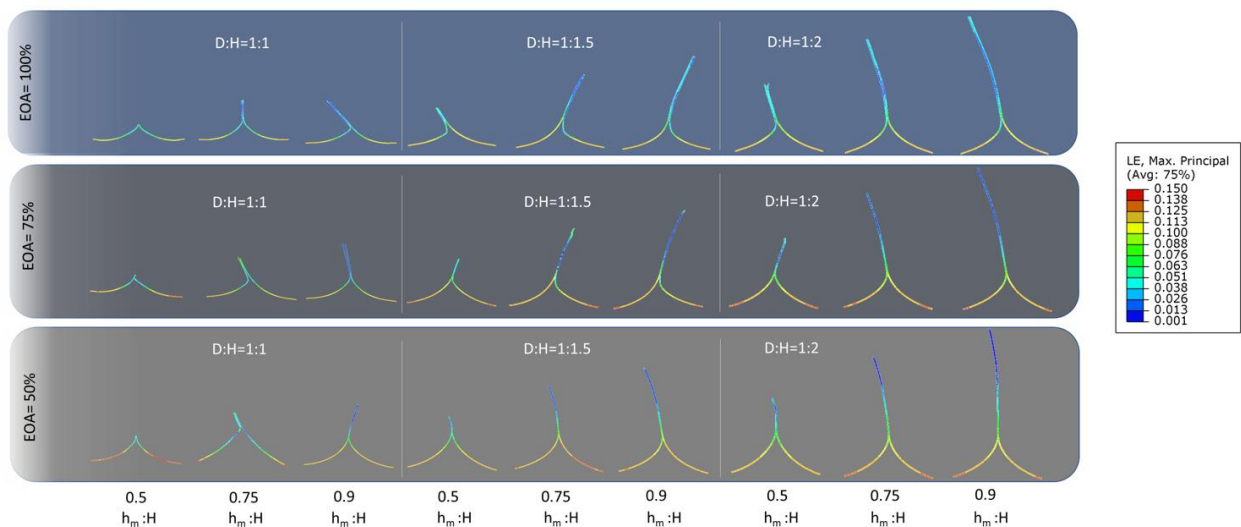 EOA= 100%
D:H=1:1
D:H=1:1.5
D:H=1:2
EOA= 75%
D:H=1:1
D:H=1:1.5
D:H=1:2
EOA= 50%
D:H=1:1
D:H=1:1.5
D:H=1:2
0.5 0.75 0.9 0.5 0.75 0.9 0.5 0.75 0.9
hₘ:H hₘ:H hₘ:H hₘ:H hₘ:H hₘ:H hₘ:H hₘ:H hₘ:H
LE, Max. Principal
(Avg: 75%)
0.150
0.138
0.125
0.113
0.100
0.088
0.076
0.063
0.051
0.038
0.026
0.013
0.001